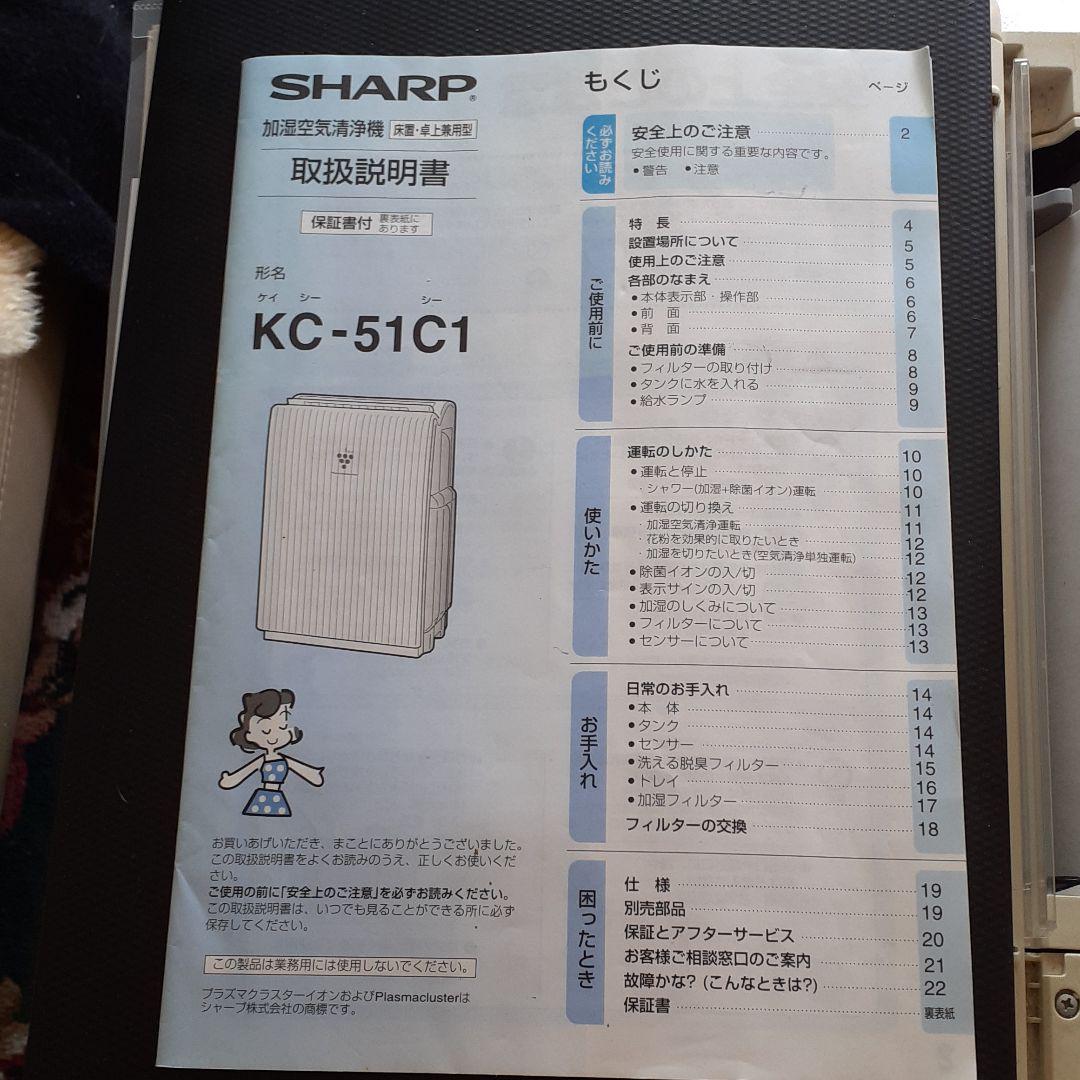 SHARP®
加湿空気清浄機 床置・卓上兼用型
取扱説明書
保証書付 裏表紙にあります
形名
ケイ シー シー
KC-51C1
お買いあげいただき、まことにありがとうございました。
この取扱説明書をよくお読みのうえ、正しくお使いくだ
さい。
ご使用の前に「安全上のご注意」を必ずお読みください。
この取扱説明書は、いつでも見ることができる所に必ず
保存してください。
この製品は業務用には使用しないでください。
プラズマクラスターイオンおよびPlasmaclusterは
シャープ株式会社の商標です。
もくじ
ページ
必ずお読みください
安全上のご注意 2
安全使用に関する重要な内容です。
●警告 ●注意
ご使用前に
特 長 4
設置場所について 5
使用上のご注意 5
各部のなまえ 6
●本体表示部・操作部 6
●前 面 6
●背 面 7
ご使用前の準備 8
●フィルターの取り付け 8
●タンクに水を入れる 9
●給水ランプ 9
使いかた
運転のしかた 10
●運転と停止 10
・シャワー(加湿+除菌イオン)運転 10
●運転の切り換え 11
・加湿空気清浄運転 11
・花粉を効果的に取りたいとき 12
・加湿を切りたいとき(空気清浄単独運転) 12
●除菌イオンの入/切 12
●表示サインの入/切 12
●加湿のしくみについて 13
●フィルターについて 13
●センサーについて 13
お手入れ
日常のお手入れ 14
●本 体 14
●タンク 14
●センサー 14
●洗える脱臭フィルター 15
●トレイ 16
●加湿フィルター 17
フィルターの交換 18
困ったとき
仕 様 19
別売部品 19
保証とアフターサービス 20
お客様ご相談窓口のご案内 21
故障かな? (こんなときは?) 22
保証書 裏表紙